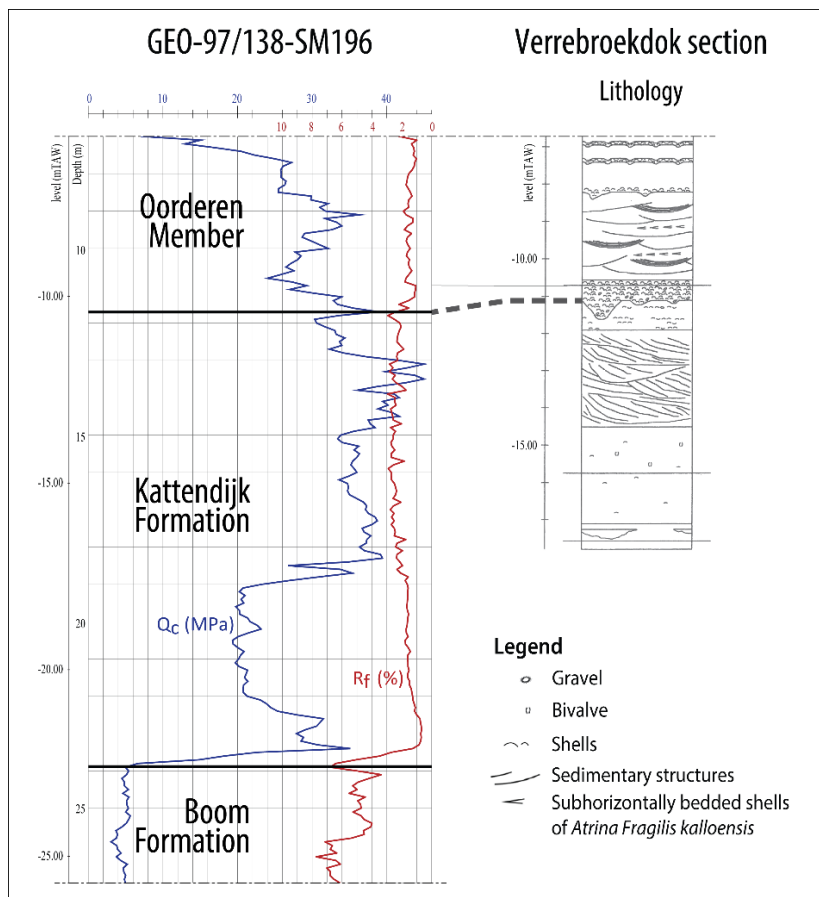 GEO-97/138-SM196
Verrebroekdok section
Lithology
0 10 20 30 40
10 8 6 4 2 0
level (mTAW)
Depth (m)
level (mTAW)
Oorderen
Member
10
-10.00
-10.00
15
-15.00
-15.00
Kattendijk
Formation
Qc (MPa)
20
-20.00
Rf (%)
Boom
Formation
25
-25.00
Legend
Gravel
Bivalve
Shells
Sedimentary structures
Subhorizontally bedded shells
of Atrina Fragilis kalloensis